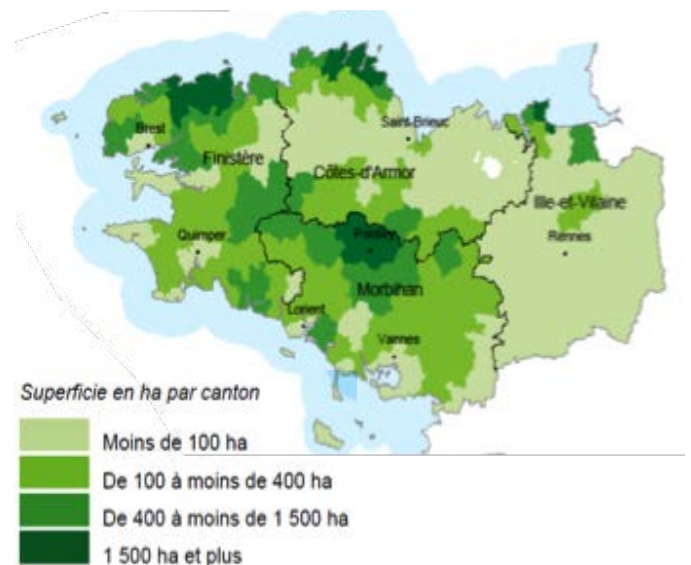 Saint-Brieuc
Brest
Finistère
Côtes-d'Armor
Ille-et-Vilaine
Quimper
Pontivy
Rennes
Morbihan
Lorient
Vannes
Superficie en ha par canton
Moins de 100 ha
De 100 à moins de 400 ha
De 400 à moins de 1 500 ha
1 500 ha et plus